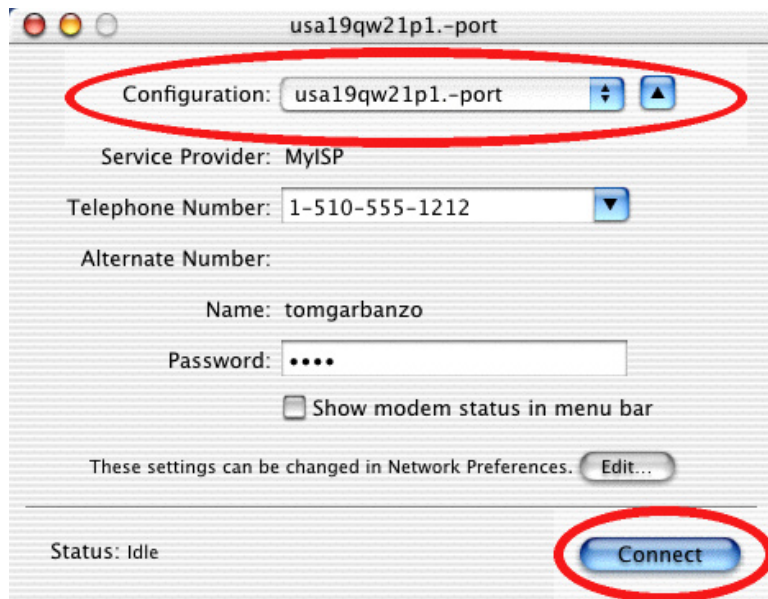 usa19qw21p1.-port
Configuration: usa19qw21p1.-port
Service Provider: MyISP
Telephone Number: 1-510-555-1212
Alternate Number:
Name: tomgarbanzo
Password: ••••
Show modem status in menu bar
These settings can be changed in Network Preferences. Edit...
Status: Idle Connect